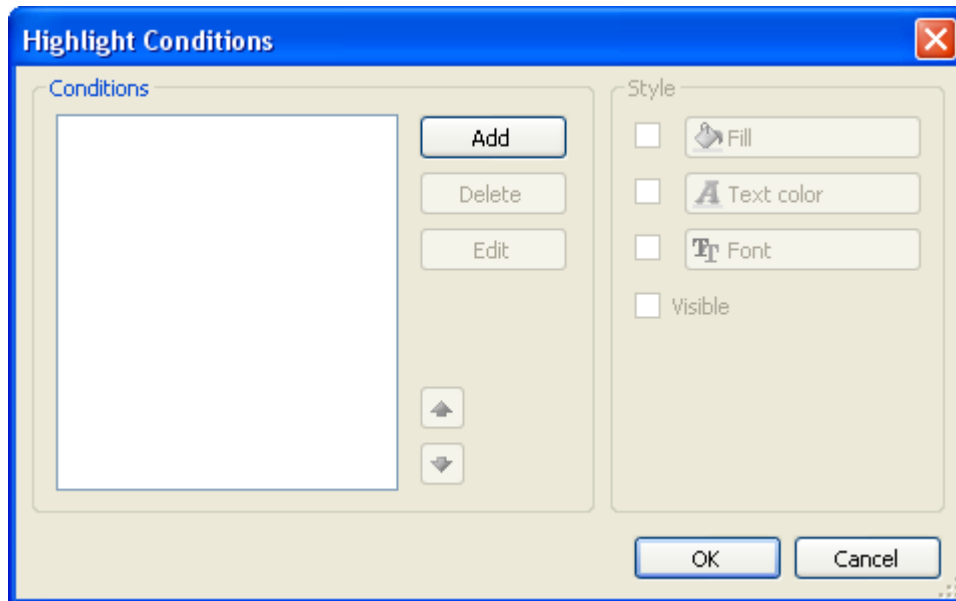 Highlight Conditions
Conditions
Add
Delete
Edit
Style
Fill
Text color
Font
Visible
OK
Cancel